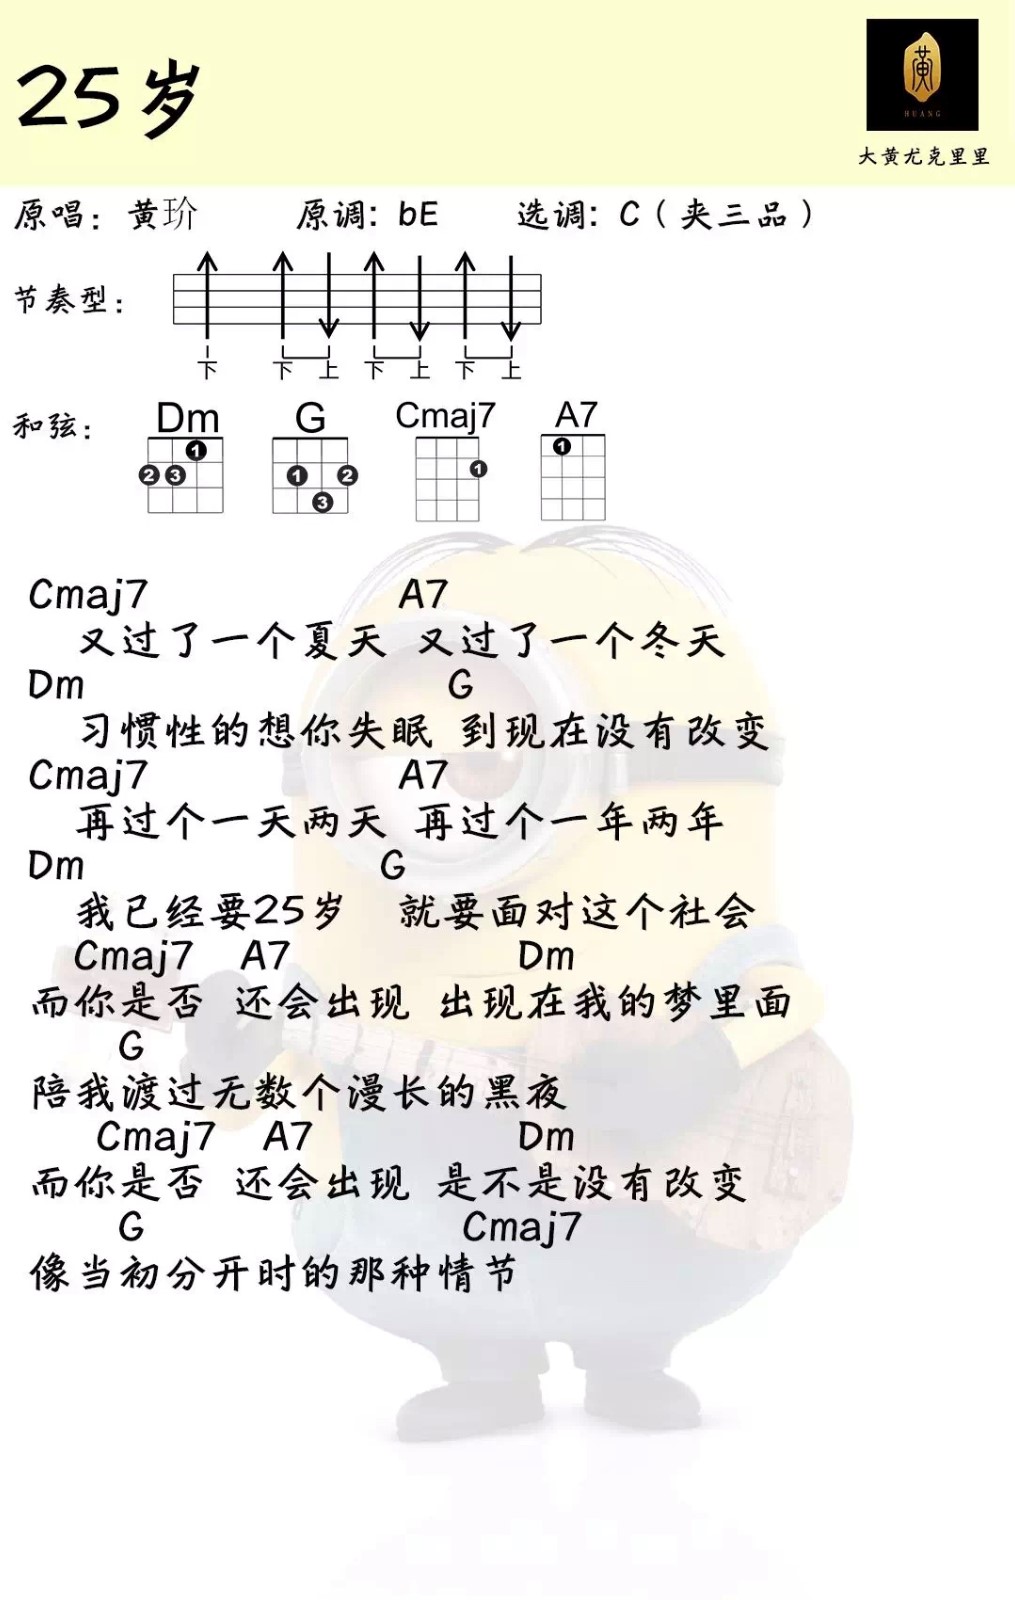 25岁
黄
HUANG
大黄尤克里里
原唱：黄玠 原调: bE 选调: C（夹三品）
节奏型：
下 下 上 下 上 下 上
和弦：
Dm G Cmaj7 A7
1 2 3 1 2 3 1 1
Cmaj7 A7
又过了一个夏天 又过了一个冬天
Dm G
习惯性的想你失眠 到现在没有改变
Cmaj7 A7
再过个一天两天 再过个一年两年
Dm G
我已经要25岁 就要面对这个社会
Cmaj7 A7 Dm
而你是否 还会出现 出现在我的梦里面
G
陪我渡过无数个漫长的黑夜
Cmaj7 A7 Dm
而你是否 还会出现 是不是没有改变
G Cmaj7
像当初分开时的那种情节